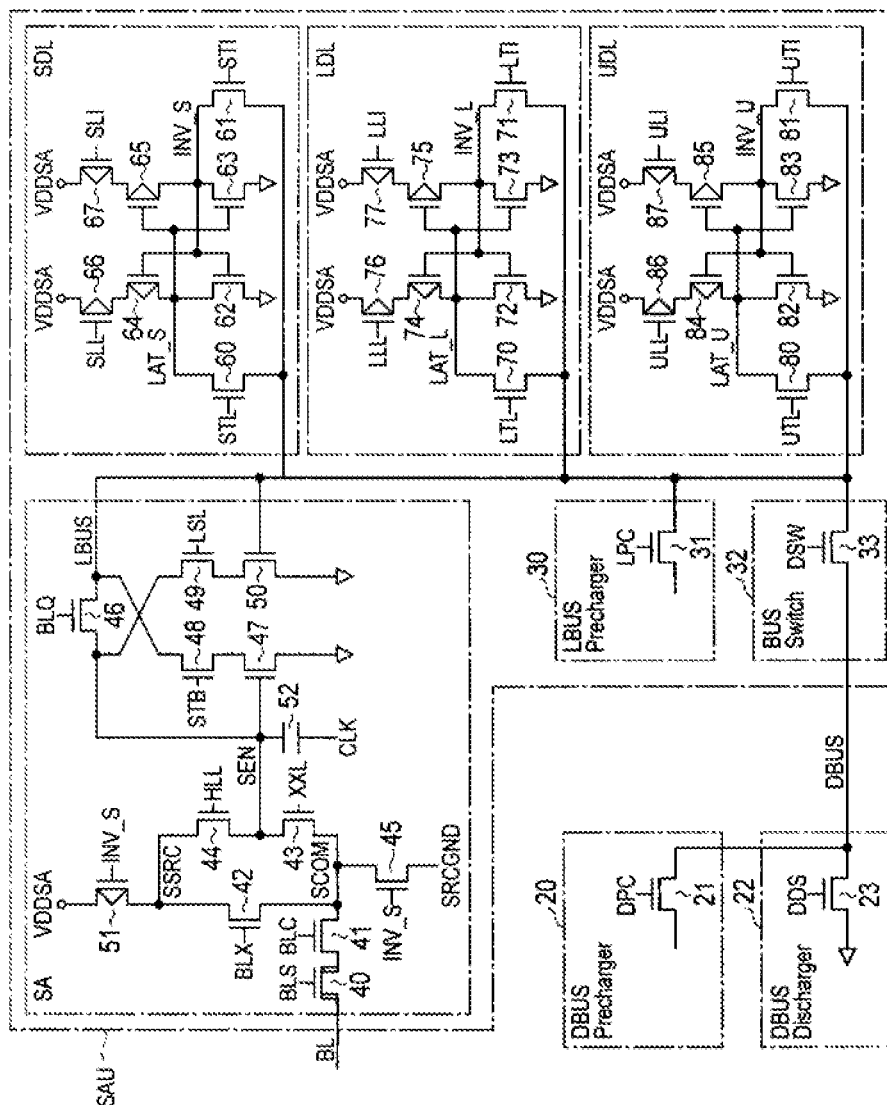 SAU
SA
VDDSA
51
INV_S
SSRC
HLL
44
BLX
42
SEN
XXL
43
SCOM
BLS
BLC
40
41
BL
45
INV_S
SRCGND
52
CLK
BLQ
46
LBUS
STB
48
LSL
49
47
50
SDL
VDDSA
VDDSA
SLL
66
67
SLI
64
65
LAT_S
INV_S
STL
60
62
63
61
STI
LDL
VDDSA
VDDSA
LLL
76
77
LLI
74
75
LAT_L
INV_L
LTL
70
72
73
71
LTI
UDL
VDDSA
VDDSA
ULL
86
87
ULI
84
85
LAT_U
INV_U
UTL
80
82
83
81
UTI
30
LBUS
Precharger
LPC
31
32
BUS
Switch
DSW
33
DBUS
20
DBUS
Precharger
DPC
21
22
DBUS
Discharger
DDS
23